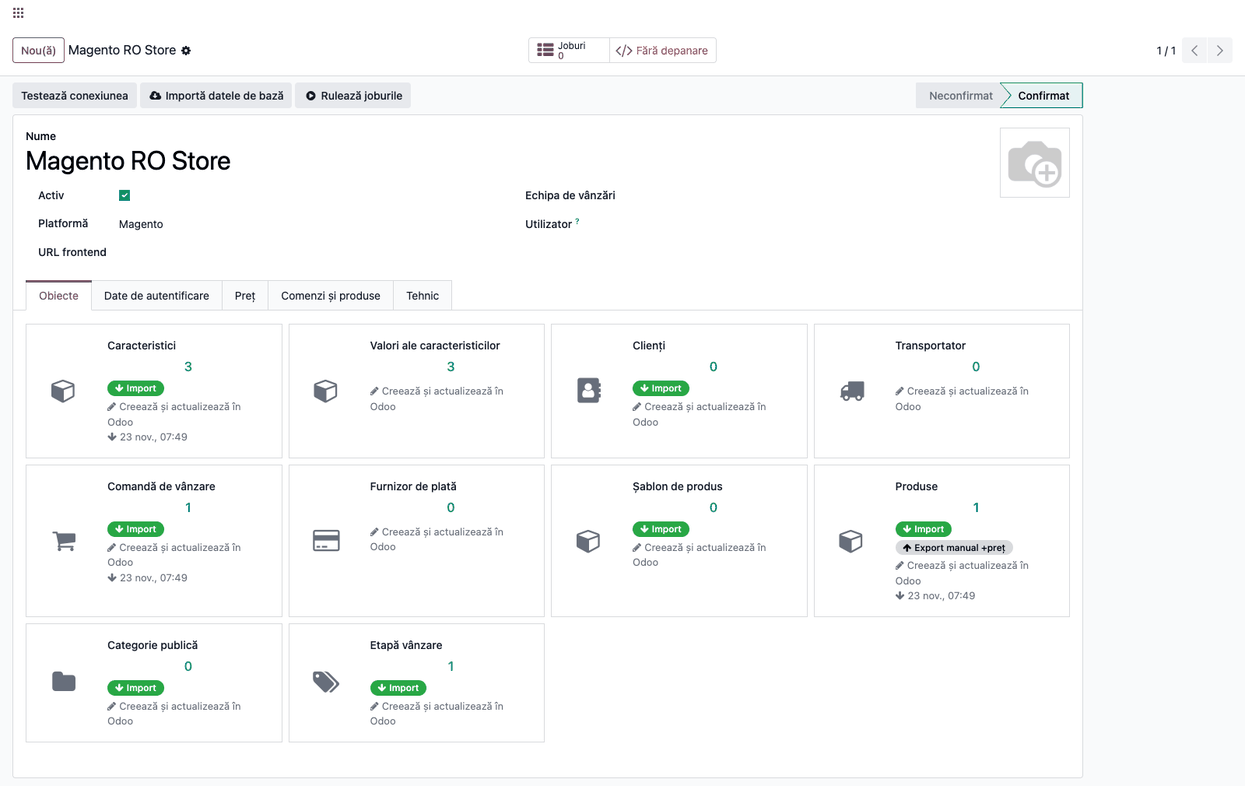 Nou(ă) Magento RO Store
Joburi
0
</> Fără depanare
1 / 1
Testează conexiunea
Importă datele de bază
Rulează joburile
Neconfirmat
Confirmat
Nume
Magento RO Store
Activ
Echipa de vânzări
Platformă Magento
Utilizator ?
URL frontend
Obiecte
Date de autentificare
Preț
Comenzi și produse
Tehnic
Caracteristici
3
Import
Creează și actualizează în
Odoo
23 nov., 07:49
Valori ale caracteristicilor
3
Creează și actualizează în
Odoo
Clienți
0
Import
Creează și actualizează în
Odoo
Transportator
0
Creează și actualizează în
Odoo
Comandă de vânzare
1
Import
Creează și actualizează în
Odoo
23 nov., 07:49
Furnizor de plată
0
Creează și actualizează în
Odoo
Șablon de produs
0
Import
Creează și actualizează în
Odoo
Produse
1
Import
Export manual +preț
Creează și actualizează în
Odoo
23 nov., 07:49
Categorie publică
0
Import
Creează și actualizează în
Odoo
Etapă vânzare
1
Import
Creează și actualizează în
Odoo